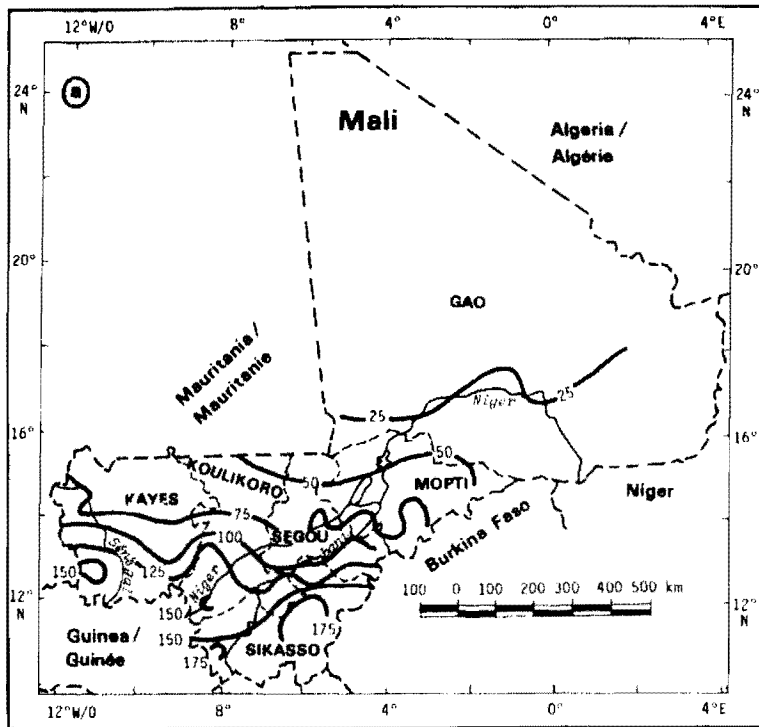 12°W/O 8° 4° 0° 4°E
24°
N
24°
N
a
Mali
Algeria /
Algérie
20°
20°
GAO
Mauritania /
Mauritanie
25
Niger
25
16°
16°
KOULIKORO
50
50
KAYES
MOPTI
Niger
75
SEGOU
100
Burkina Faso
Sénégal
150
125
Niger
100 0 100 200 300 400 500 km
12°
N
12°
N
150
Guinea /
Guinée
150
175
SIKASSO
175
12°W/O 8° 4° 0° 4°E